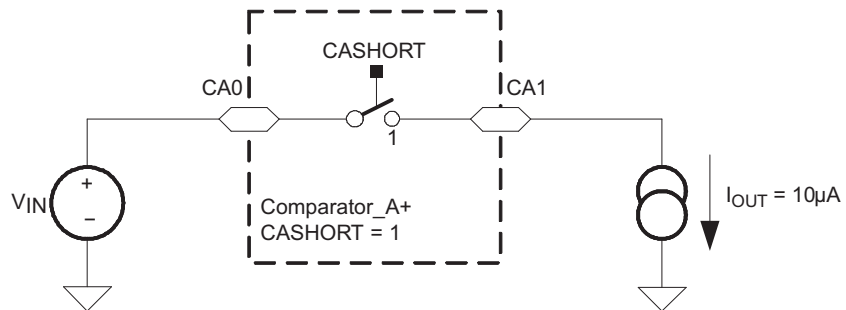 CASHORT
CA0
CA1
1
+
VIN
−
IOUT = 10µA
Comparator_A+
CASHORT = 1